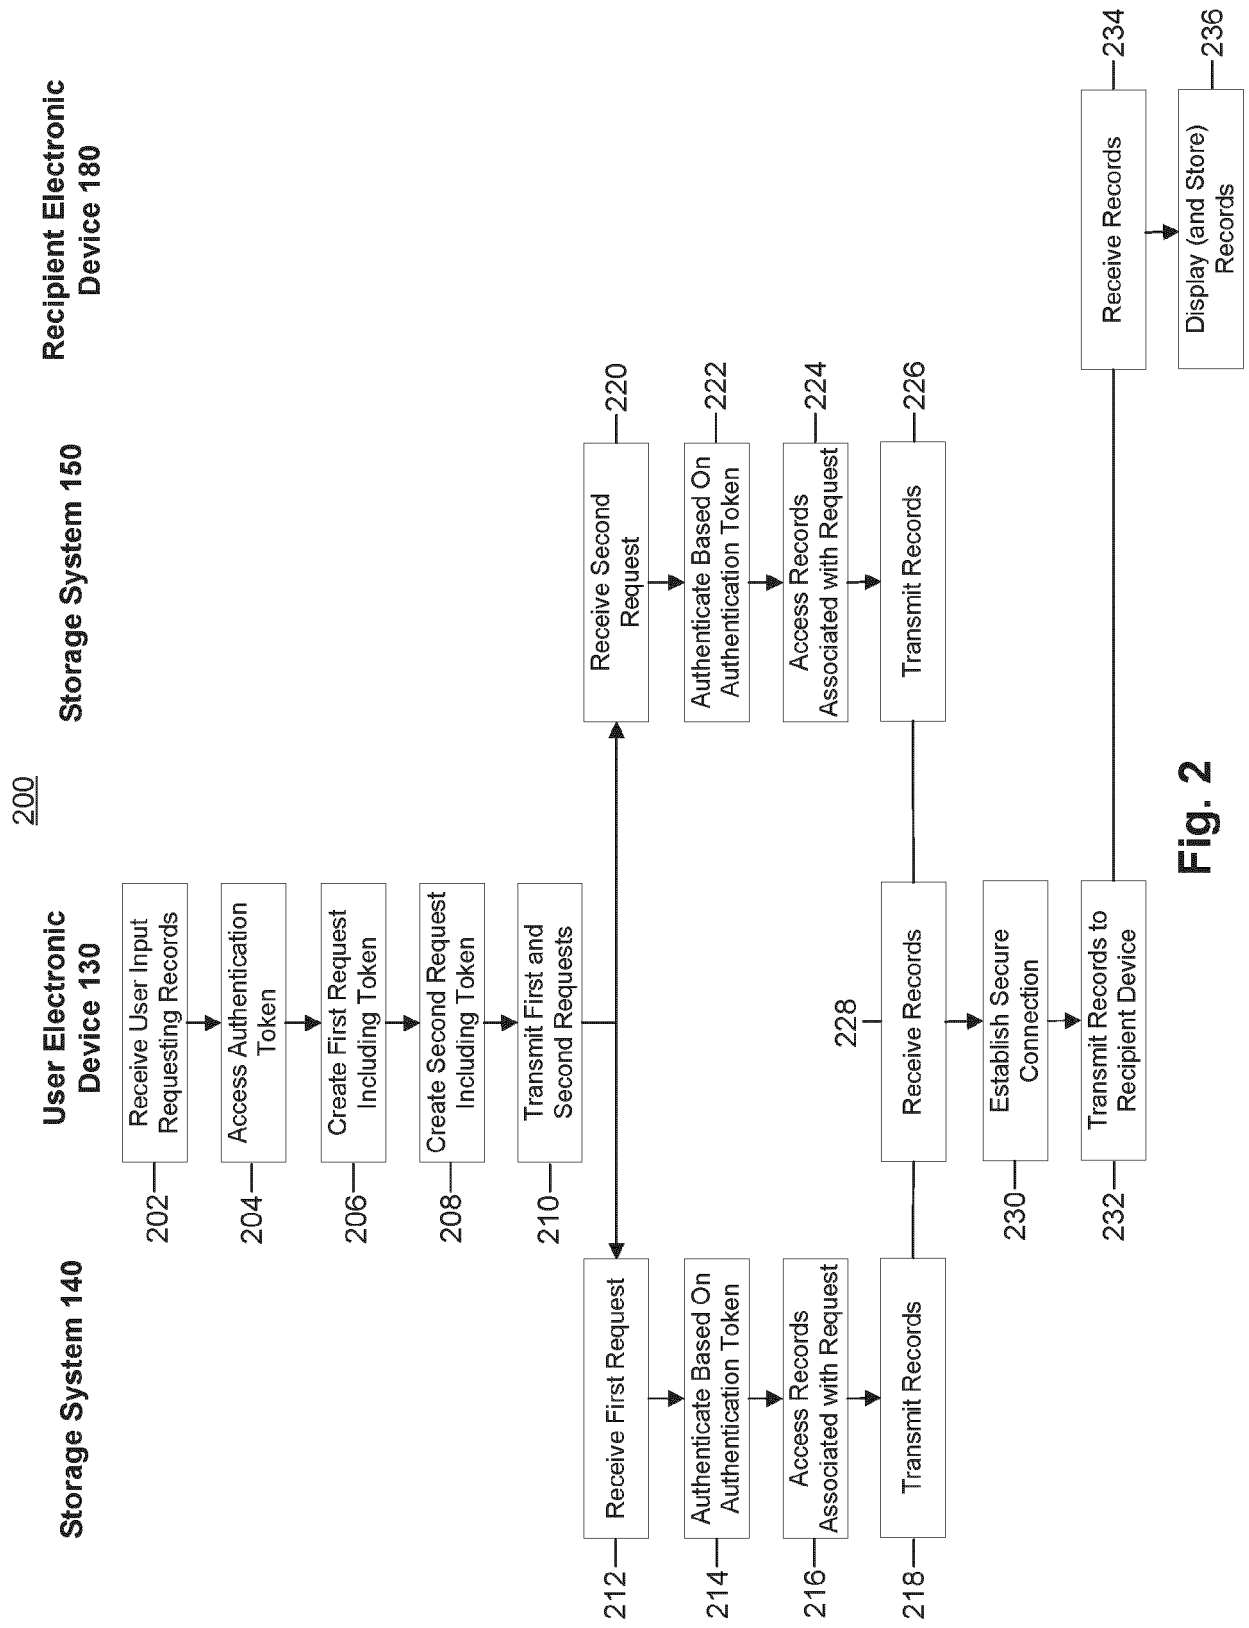 200
Storage System 140
User Electronic
Device 130
Storage System 150
Recipient Electronic
Device 180
202
Receive User Input
Requesting Records
204
Access Authentication
Token
206
Create First Request
Including Token
208
Create Second Request
Including Token
210
Transmit First and
Second Requests
212
Receive First Request
Receive Second
Request
220
214
Authenticate Based On
Authentication Token
Authenticate Based On
Authentication Token
222
216
Access Records
Associated with Request
Access Records
Associated with Request
224
218
Transmit Records
228
Receive Records
Transmit Records
226
230
Establish Secure
Connection
232
Transmit Records to
Recipient Device
Receive Records
234
Display (and Store)
Records
236
Fig. 2